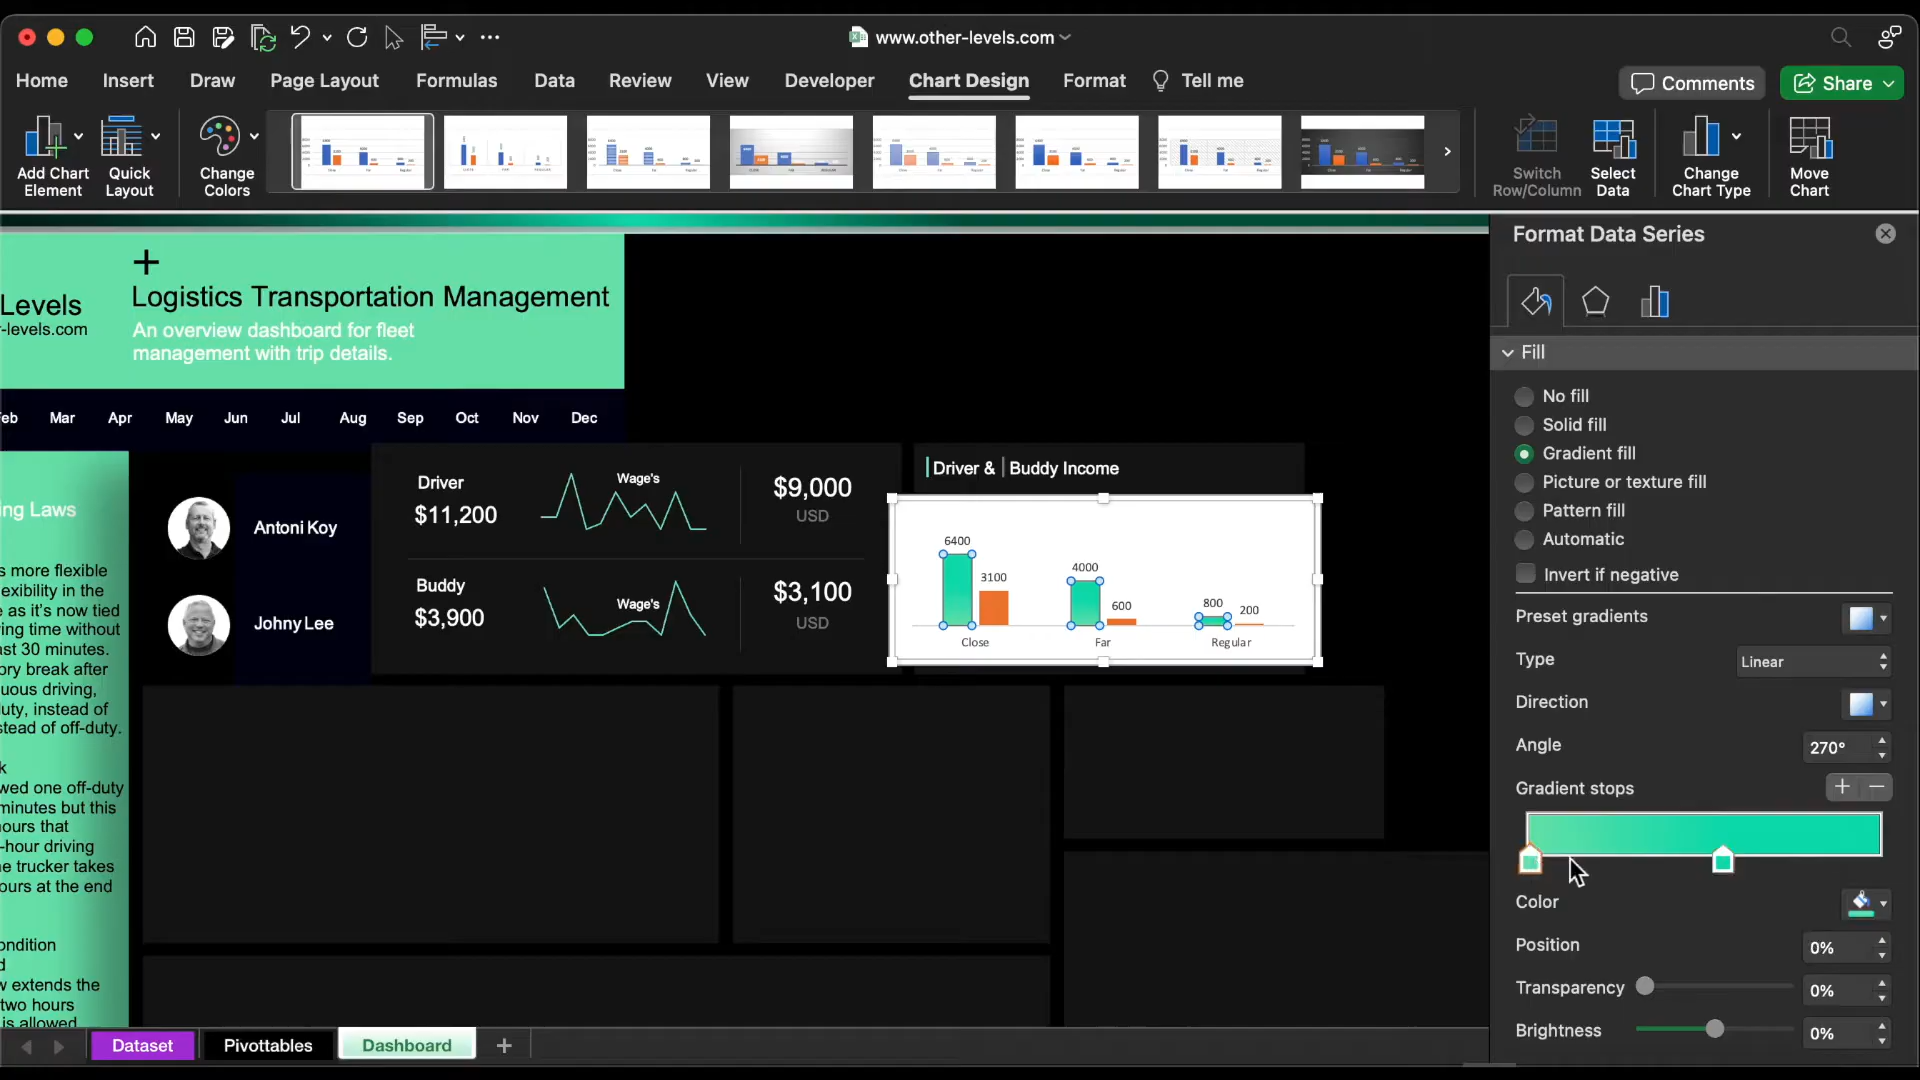 www.other-levels.com
Home Insert Draw Page Layout Formulas Data Review View Developer Chart Design Format Tell me
Comments
Share
Add Chart
Element
Quick
Layout
Change
Colors
Switch
Row/Column
Select
Data
Change
Chart Type
Move
Chart
Levels
-levels.com
Logistics Transportation Management
An overview dashboard for fleet
management with trip details.
eb Mar Apr May Jun Jul Aug Sep Oct Nov Dec
ing Laws
s more flexible
exibility in the
e as it's now tied
ving time without
ast 30 minutes.
ory break after
uous driving,
uty, instead of
stead of off-duty.
k
wed one off-duty
minutes but this
ours that
-hour driving
e trucker takes
ours at the end
ondition
d
w extends the
two hours
is allowed
Antoni Koy
Johny Lee
Driver
$11,200
Wage's
$9,000
USD
Buddy
$3,900
Wage's
$3,100
USD
Driver & Buddy Income
6400
3100
4000
600
800
200
Close
Far
Regular
Format Data Series
Fill
No fill
Solid fill
Gradient fill
Picture or texture fill
Pattern fill
Automatic
Invert if negative
Preset gradients
Type Linear
Direction
Angle 270°
Gradient stops
Color
Position 0%
Transparency 0%
Brightness 0%
Dataset Pivottables Dashboard